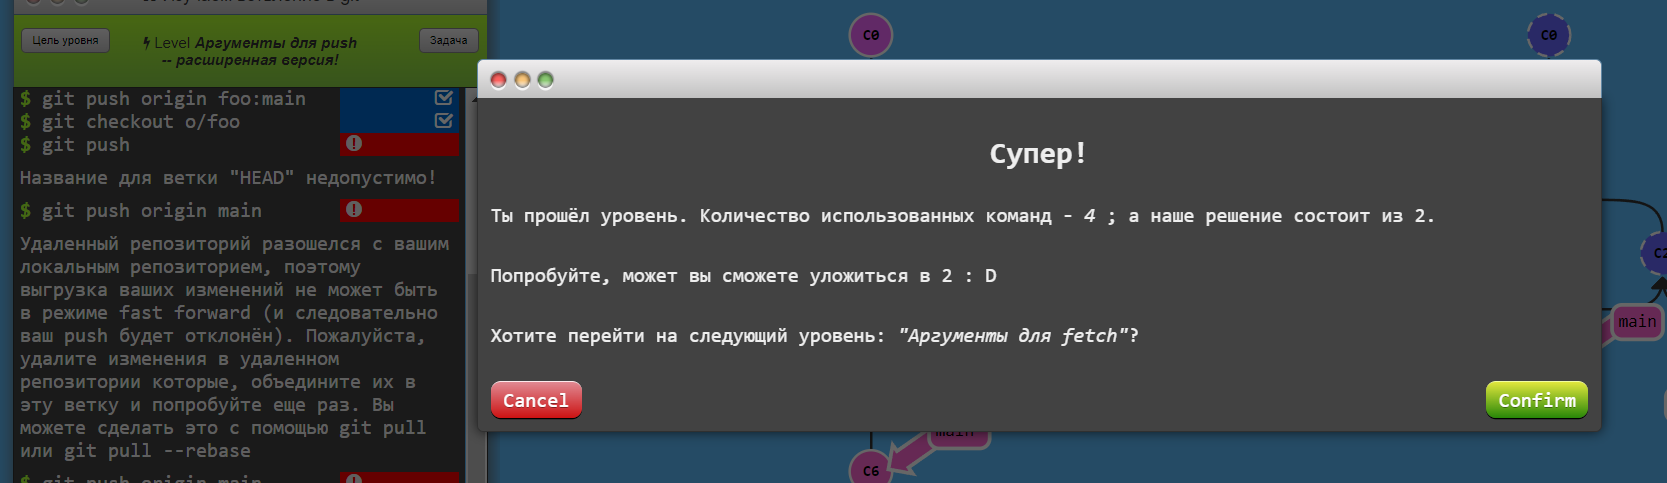 Цель уровня
Level Аргументы для push
-- расширенная версия!
Задача
$ git push origin foo:main
$ git checkout o/foo
$ git push
Название для ветки "HEAD" недопустимо!
$ git push origin main
Удаленный репозиторий разошелся с вашим
локальным репозиторием, поэтому
выгрузка ваших изменений не может быть
в режиме fast forward (и следовательно
ваш push будет отклонён). Пожалуйста,
удалите изменения в удаленном
репозитории которые, объедините их в
эту ветку и попробуйте еще раз. Вы
можете сделать это с помощью git pull
или git pull --rebase
$ git push origin main
C0
C0
Супер!
Ты прошёл уровень. Количество использованных команд - 4 ; а наше решение состоит из 2.
Попробуйте, может вы сможете уложиться в 2 : D
Хотите перейти на следующий уровень: "Аргументы для fetch"?
Cancel
Confirm
main
main
C6